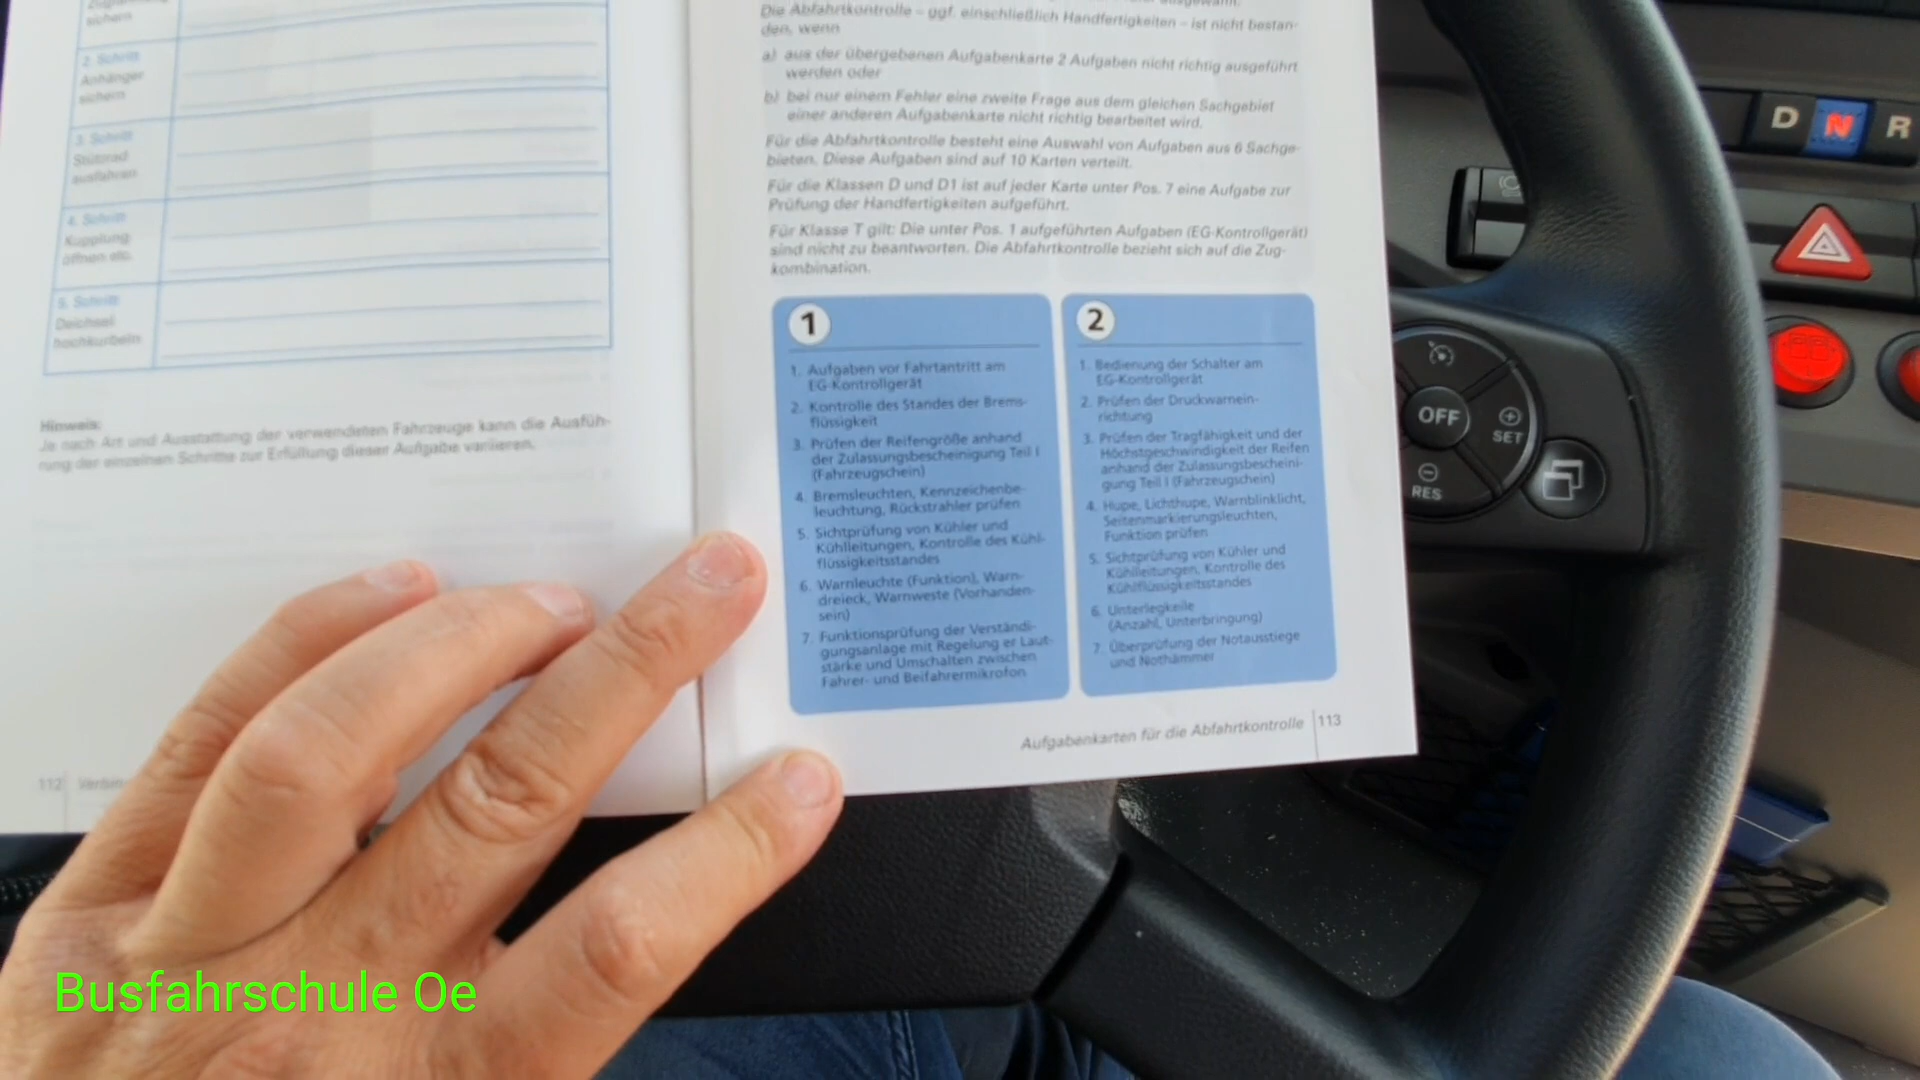 sichern
2. Schritt
Anhänger
sichern
3. Schritt
Stützrad
ausfahren
4. Schritt
Kupplung
öffnen etc.
5. Schritt
Deichsel
hochkurbeln
Hinweis:
Je nach Art und Ausstattung der verwendeten Fahrzeuge kann die Ausfüh-
rung der einzelnen Schritte zur Erfüllung dieser Aufgabe variieren.
112
Die Abfahrtkontrolle – ggf. einschließlich Handfertigkeiten – ist nicht bestan-
den, wenn
a) aus der übergebenen Aufgabenkarte 2 Aufgaben nicht richtig ausgeführt
werden oder
b) bei nur einem Fehler eine zweite Frage aus dem gleichen Sachgebiet
einer anderen Aufgabenkarte nicht richtig bearbeitet wird.
Für die Abfahrtkontrolle besteht eine Auswahl von Aufgaben aus 6 Sachge-
bieten. Diese Aufgaben sind auf 10 Karten verteilt.
Für die Klassen D und D1 ist auf jeder Karte unter Pos. 7 eine Aufgabe zur
Prüfung der Handfertigkeiten aufgeführt.
Für Klasse T gilt: Die unter Pos. 1 aufgeführten Aufgaben (EG-Kontrollgerät)
sind nicht zu beantworten. Die Abfahrtkontrolle bezieht sich auf die Zug-
kombination.
1
1. Aufgaben vor Fahrtantritt am
EG-Kontrollgerät
2. Kontrolle des Standes der Brems-
flüssigkeit
3. Prüfen der Reifengröße anhand
der Zulassungsbescheinigung Teil I
(Fahrzeugschein)
4. Bremsleuchten, Kennzeichenbe-
leuchtung, Rückstrahler prüfen
5. Sichtprüfung von Kühler und
Kühlleitungen, Kontrolle des Kühl-
flüssigkeitsstandes
6. Warnleuchte (Funktion), Warn-
dreieck, Warnweste (Vorhanden-
sein)
7. Funktionsprüfung der Verständi-
gungsanlage mit Regelung er Laut-
stärke und Umschalten zwischen
Fahrer- und Beifahrermikrofon
2
1. Bedienung der Schalter am
EG-Kontrollgerät
2. Prüfen der Druckwarnein-
richtung
3. Prüfen der Tragfähigkeit und der
Höchstgeschwindigkeit der Reifen
anhand der Zulassungsbescheini-
gung Teil I (Fahrzeugschein)
4. Hupe, Lichthupe, Warnblinklicht,
Seitenmarkierungsleuchten,
Funktion prüfen
5. Sichtprüfung von Kühler und
Kühlleitungen, Kontrolle des
Kühlflüssigkeitsstandes
6. Unterlegkeile
(Anzahl, Unterbringung)
7. Überprüfung der Notausstiege
und Nothämmer
Aufgabenkarten für die Abfahrtkontrolle 113
D N R
OFF
SET
RES
Busfahrschule Oe